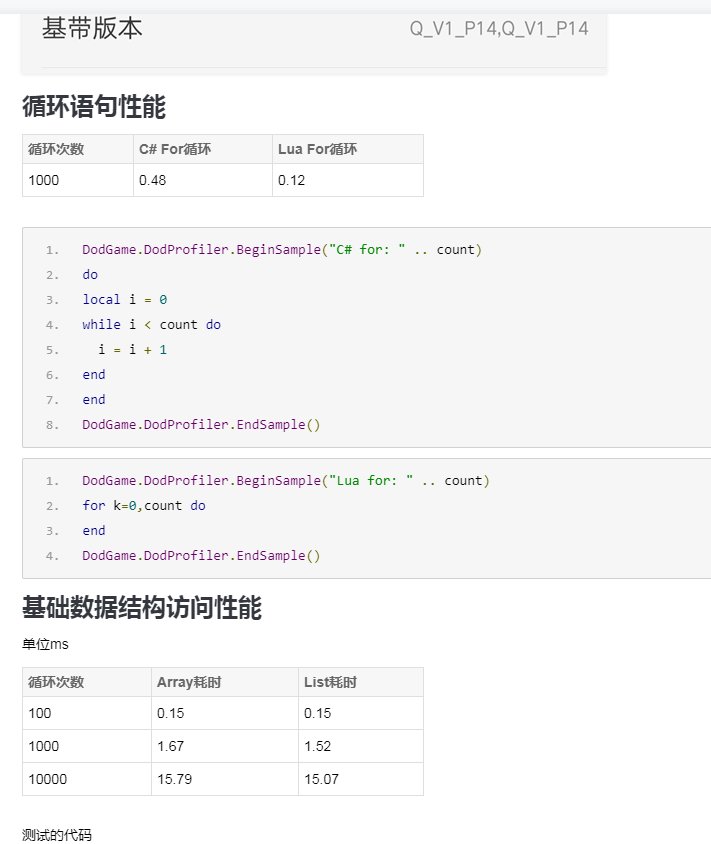 基带版本 Q_V1_P14,Q_V1_P14
循环语句性能
循环次数 C# For循环 Lua For循环
1000 0.48 0.12
1. DodGame.DodProfiler.BeginSample("C# for: " .. count)
2. do
3. local i = 0
4. while i < count do
5. i = i + 1
6. end
7. end
8. DodGame.DodProfiler.EndSample()
1. DodGame.DodProfiler.BeginSample("Lua for: " .. count)
2. for k=0,count do
3. end
4. DodGame.DodProfiler.EndSample()
基础数据结构访问性能
单位ms
循环次数 Array耗时 List耗时
100 0.15 0.15
1000 1.67 1.52
10000 15.79 15.07
测试的代码